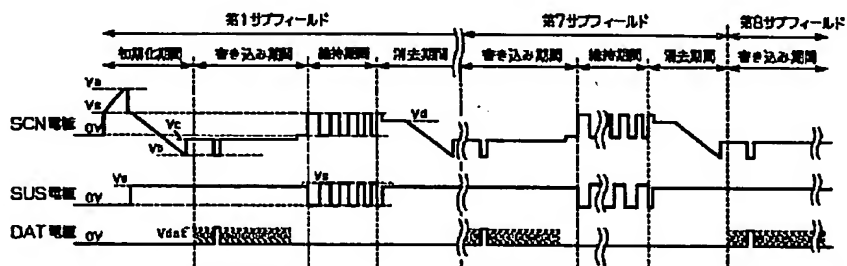 第1サブフィールド 第7サブフィールド 第8サブフィールド
初期化期間 書き込み期間 維持期間 消去期間 書き込み期間 維持期間 消去期間 書き込み期間
Va
Vs
SCN電極 0V Vc Vd
Vb
Vs
SUS電極 0V
DAT電極 0V Vdat